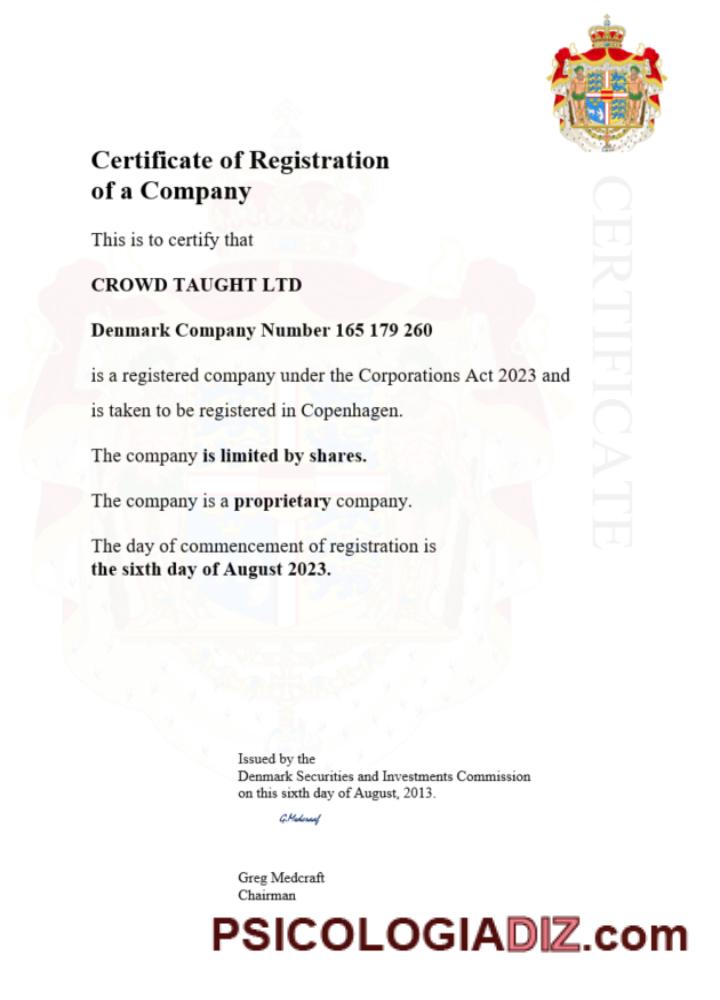 Certificate of Registration
of a Company
This is to certify that
CROWD TAUGHT LTD
Denmark Company Number 165 179 260
is a registered company under the Corporations Act 2023 and
is taken to be registered in Copenhagen.
The company is limited by shares.
The company is a proprietary company.
The day of commencement of registration is
the sixth day of August 2023.
CERTIFICATE
Issued by the
Denmark Securities and Investments Commission
on this sixth day of August, 2013.
G.Medcraft
Greg Medcraft
Chairman
PSICOLOGIADIZ.com